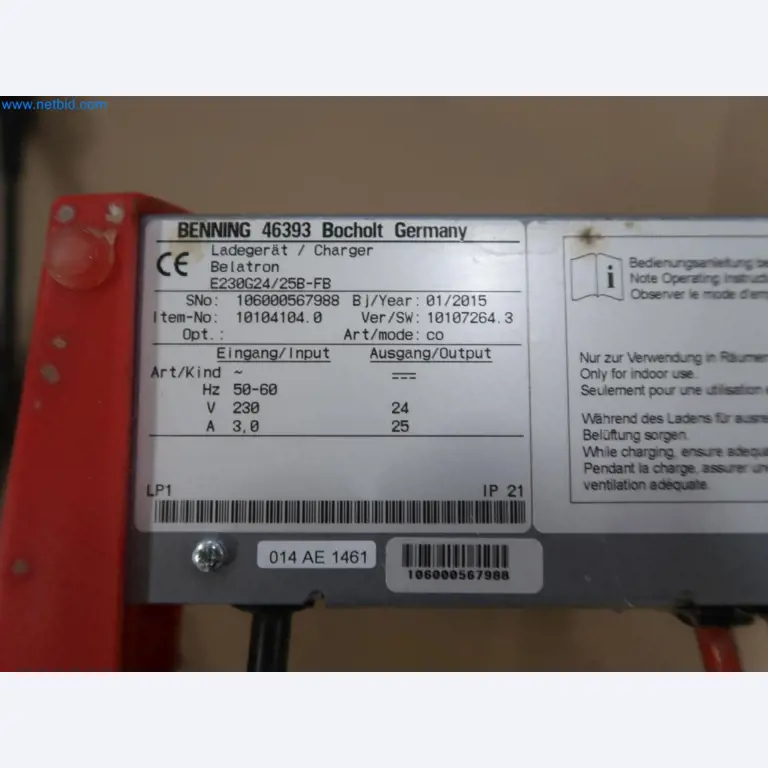 www.netbid.com
BENNING 46393 Bocholt Germany
Ladegerät / Charger
CE
Belatron
E230G24/25B-FB
SNo: 106000567988 Bj/Year: 01/2015
Item-No: 10104104.0 Ver/SW: 10107264.3
Opt.: Art/mode: co
Eingang/Input Ausgang/Output
Art/Kind ~ ⎓
Hz 50-60
V 230 24
A 3,0 25
LP1 IP 21
i
Bedienungsanleitung
Note Operating
Observer le mode
Nur zur Verwendung in Räumen
Only for indoor use.
Seulement pour une utilisation
Während des Ladens für
Belüftung sorgen.
While charging, ensure
Pendant la charge, assurer
ventilation adéquate.
014 AE 1461
106000567988